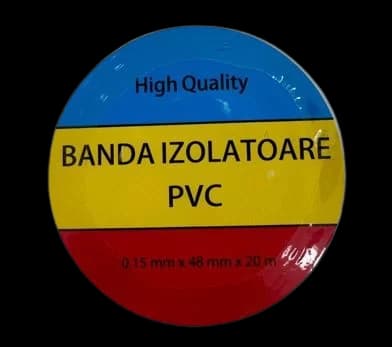 High Quality
BANDA IZOLATOARE
PVC
0.15 mm x 48 mm x 20 m